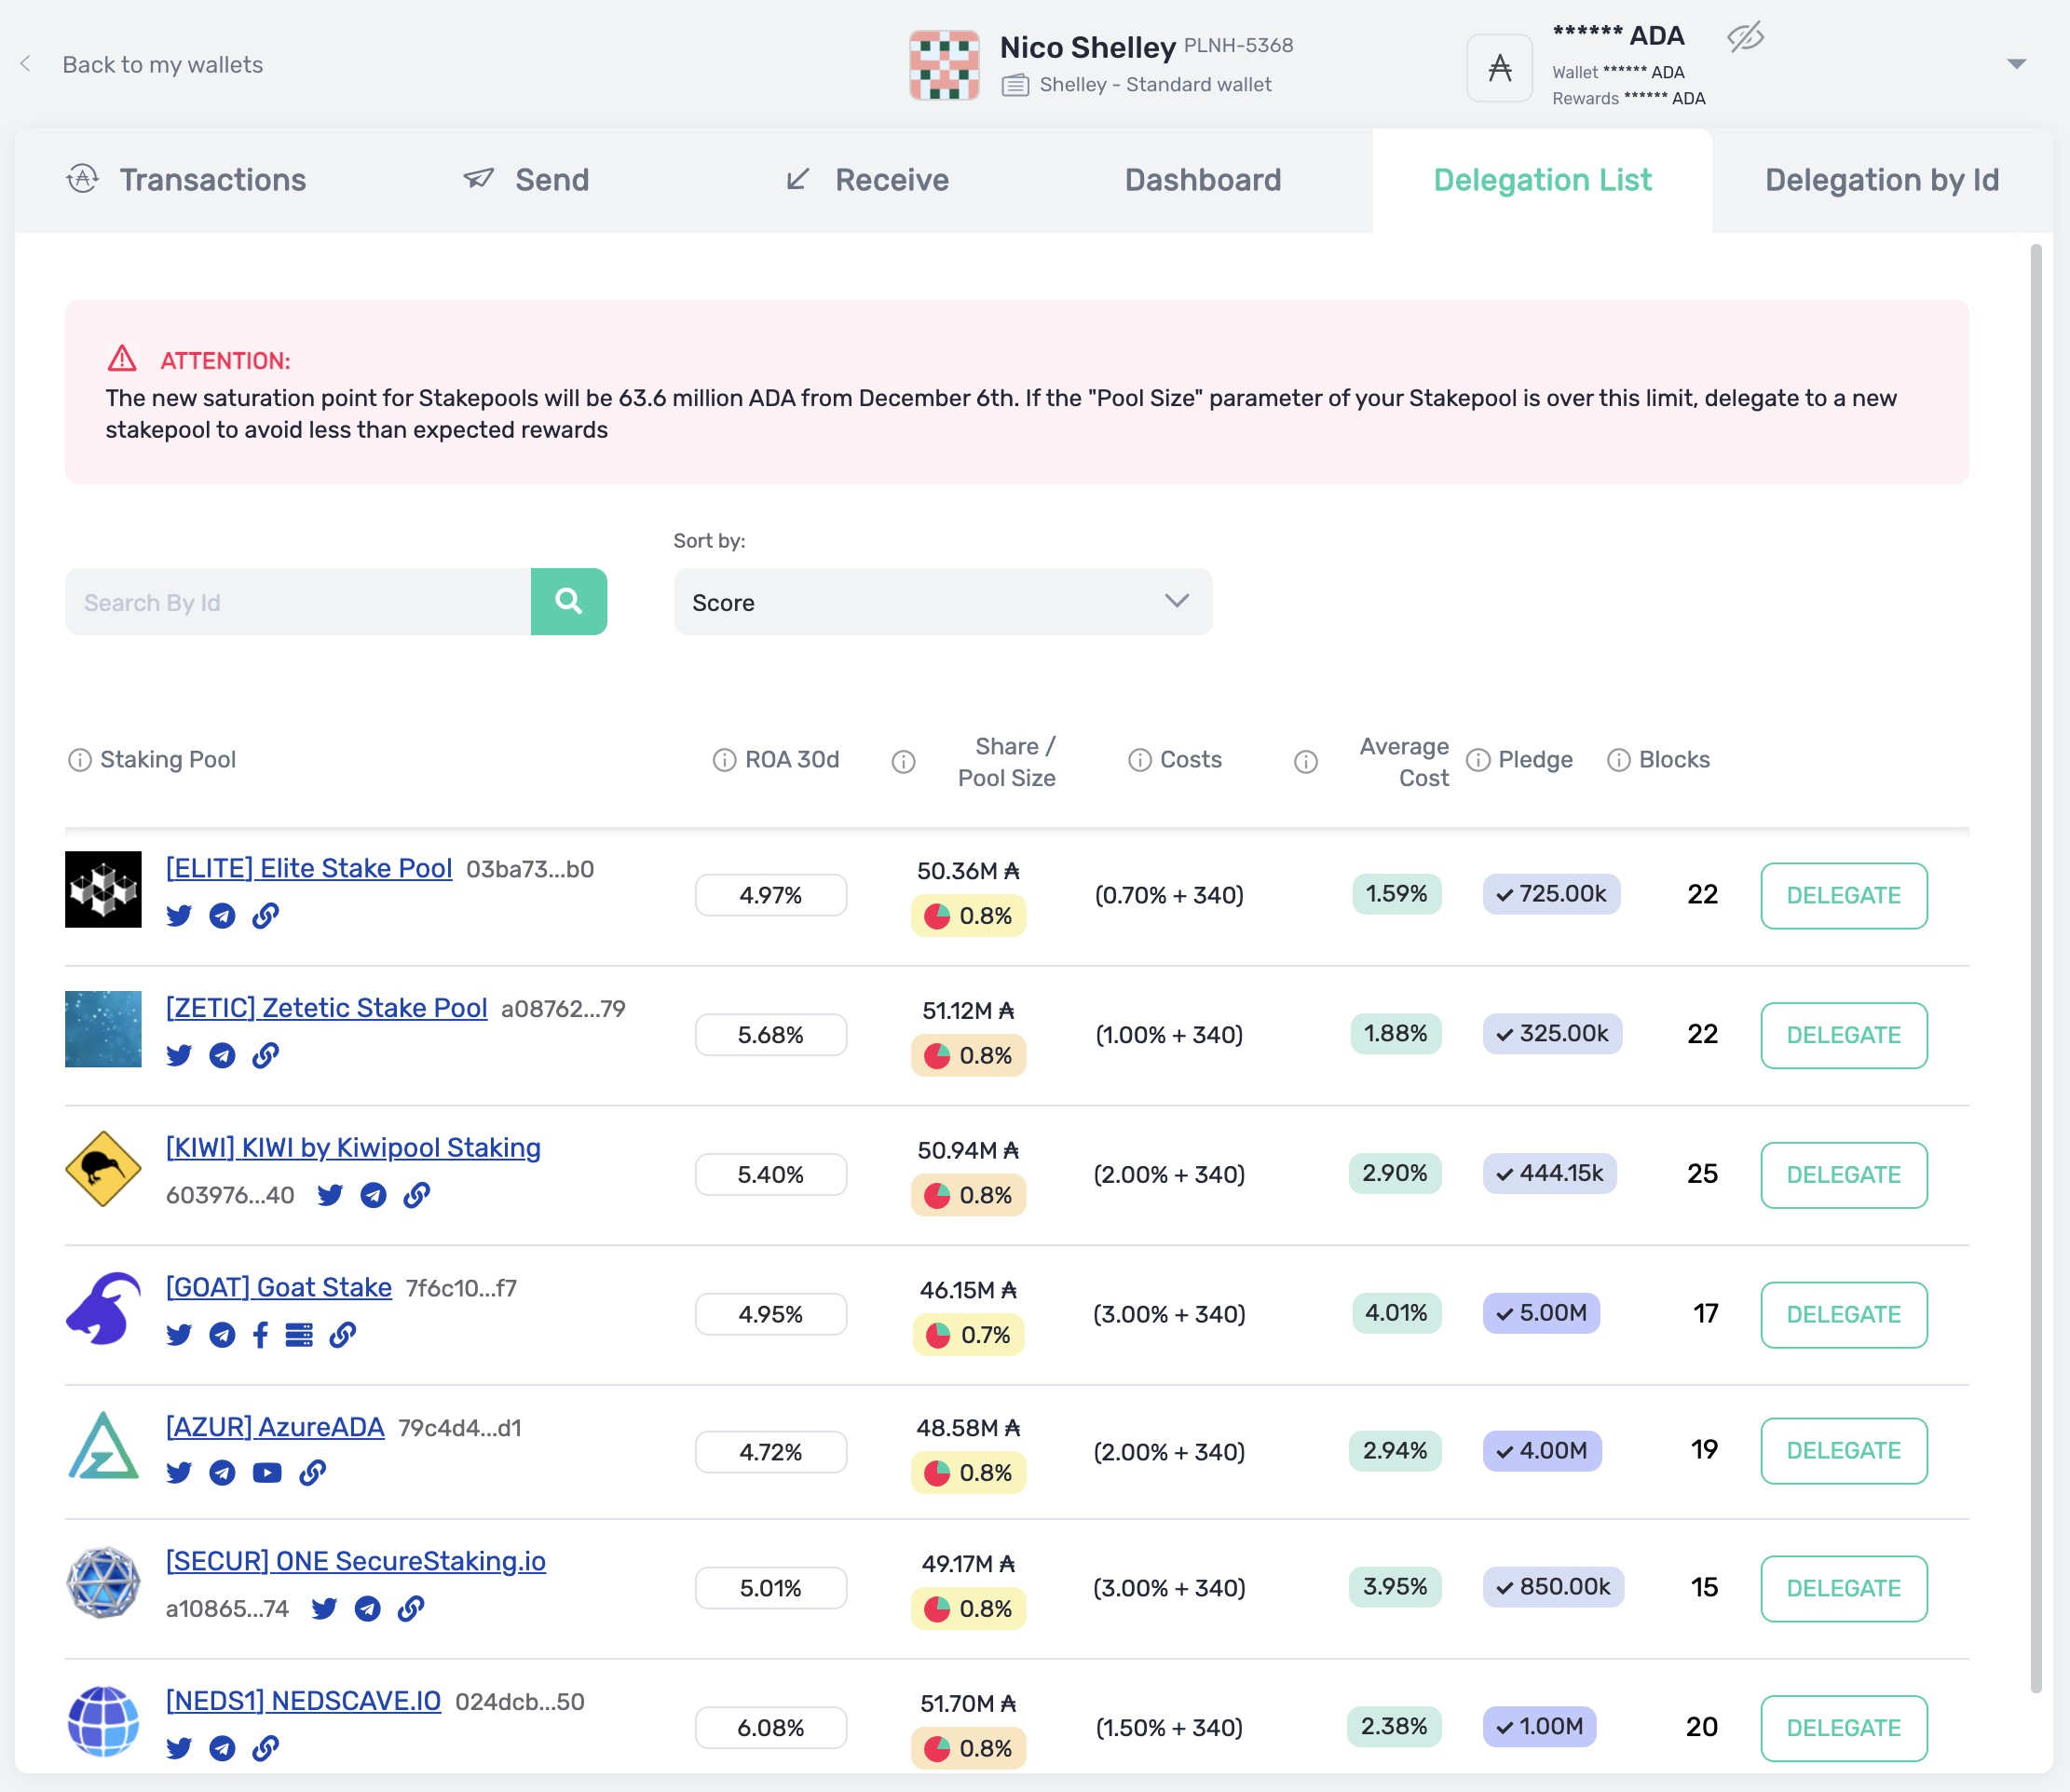 Back to my wallets
Nico Shelley PLNH-5368
Shelley - Standard wallet
****** ADA
Wallet ****** ADA
Rewards ****** ADA
Transactions
Send
Receive
Dashboard
Delegation List
Delegation by Id
ATTENTION:
The new saturation point for Stakepools will be 63.6 million ADA from December 6th. If the "Pool Size" parameter of your Stakepool is over this limit, delegate to a new
stakepool to avoid less than expected rewards
Sort by:
Search By Id
Score
Staking Pool
ROA 30d
Share /
Pool Size
Costs
Average
Cost
Pledge
Blocks
[ELITE] Elite Stake Pool 03ba73...b0
4.97%
50.36M ₳
0.8%
(0.70% + 340)
1.59%
725.00k
22
DELEGATE
[ZETIC] Zetetic Stake Pool a08762...79
5.68%
51.12M ₳
0.8%
(1.00% + 340)
1.88%
325.00k
22
DELEGATE
[KIWI] KIWI by Kiwipool Staking
603976...40
5.40%
50.94M ₳
0.8%
(2.00% + 340)
2.90%
444.15k
25
DELEGATE
[GOAT] Goat Stake 7f6c10...f7
4.95%
46.15M ₳
0.7%
(3.00% + 340)
4.01%
5.00M
17
DELEGATE
[AZUR] AzureADA 79c4d4...d1
4.72%
48.58M ₳
0.8%
(2.00% + 340)
2.94%
4.00M
19
DELEGATE
[SECUR] ONE SecureStaking.io
a10865...74
5.01%
49.17M ₳
0.8%
(3.00% + 340)
3.95%
850.00k
15
DELEGATE
[NEDS1] NEDSCAVE.IO 024dcb...50
6.08%
51.70M ₳
0.8%
(1.50% + 340)
2.38%
1.00M
20
DELEGATE